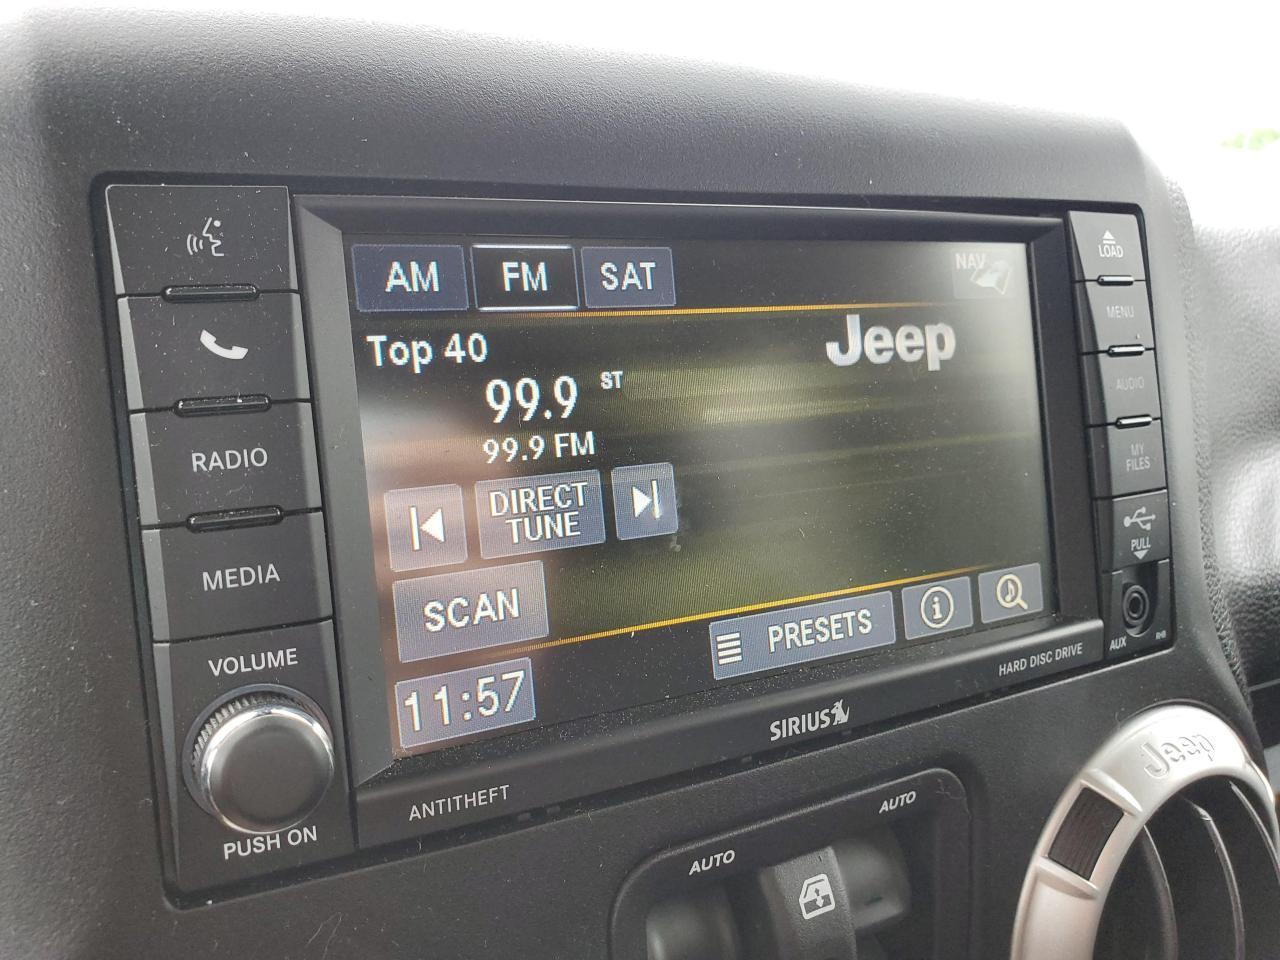 AM FM SAT
NAV
Top 40
Jeep
99.9 ST
99.9 FM
DIRECT
TUNE
SCAN
PRESETS
11:57
RADIO
MEDIA
VOLUME
PUSH ON
LOAD
MENU
AUDIO
MY
FILES
PULL
AUX
HARD DISC DRIVE
SIRIUS
ANTITHEFT
AUTO
AUTO
Jeep